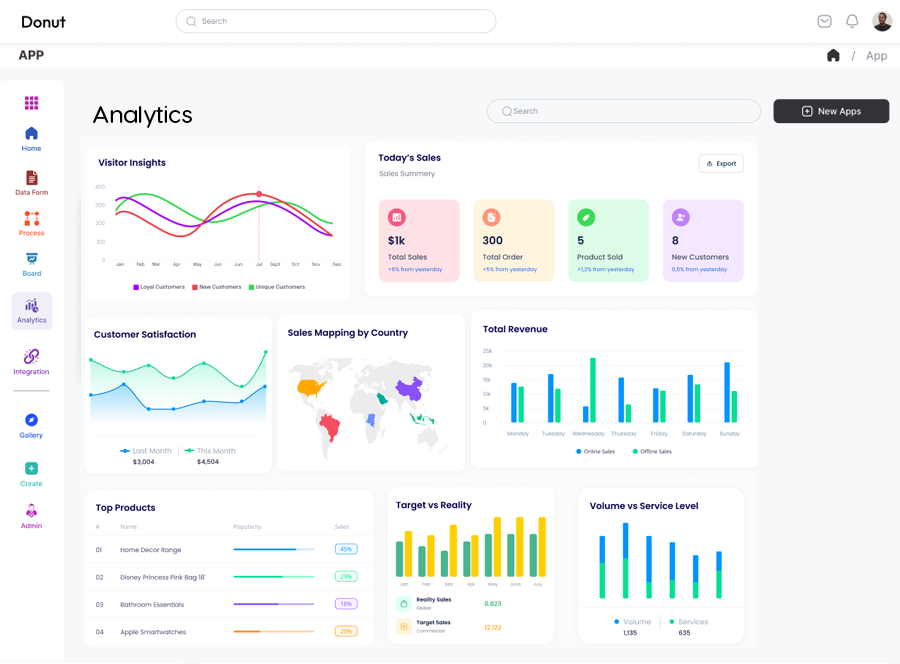 Donut
Search
APP
/ App
Home
Data Form
Process
Board
Analytics
Integration
Gallery
Create
Admin
Analytics
Search
New Apps
Visitor Insights
400
300
200
100
0
Jan Feb Mar Apr May Jun Jun Jul Sept Oct Nov Des
Loyal Customers New Customers Unique Customers
Today's Sales
Sales Summery
Export
$1k
Total Sales
+8% from yesterday
300
Total Order
+5% from yesterday
5
Product Sold
+1,2% from yesterday
8
New Customers
0,5% from yesterday
Customer Satisfaction
Last Month This Month
$3,004 $4,504
Sales Mapping by Country
Total Revenue
25k
20k
15k
10k
5k
0
Monday Tuesday Wednesday Thursday Friday Saturday Sunday
Online Sales Offline Sales
Top Products
# Name Popularity Sales
01 Home Decor Range 45%
02 Disney Princess Pink Bag 18' 29%
03 Bathroom Essentials 18%
04 Apple Smartwatches 25%
Target vs Reality
Jan Feb Mar Apr May June July
Reality Sales
Global
8.823
Target Sales
Commercial
12.122
Volume vs Service Level
Volume Services
1,135 635